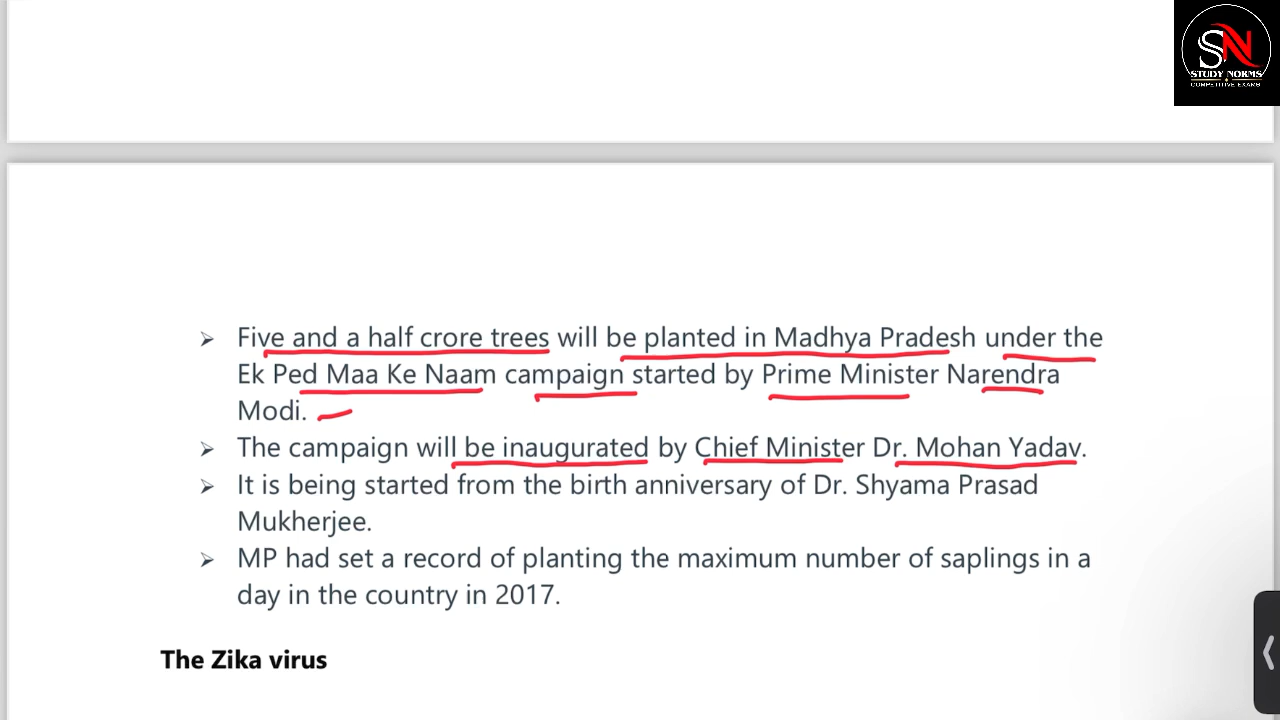 SN
STUDY NORMS
COMPETITIVE EXAMS
Five and a half crore trees will be planted in Madhya Pradesh under the
Ek Ped Maa Ke Naam campaign started by Prime Minister Narendra
Modi.
The campaign will be inaugurated by Chief Minister Dr. Mohan Yadav.
It is being started from the birth anniversary of Dr. Shyama Prasad
Mukherjee.
MP had set a record of planting the maximum number of saplings in a
day in the country in 2017.
The Zika virus